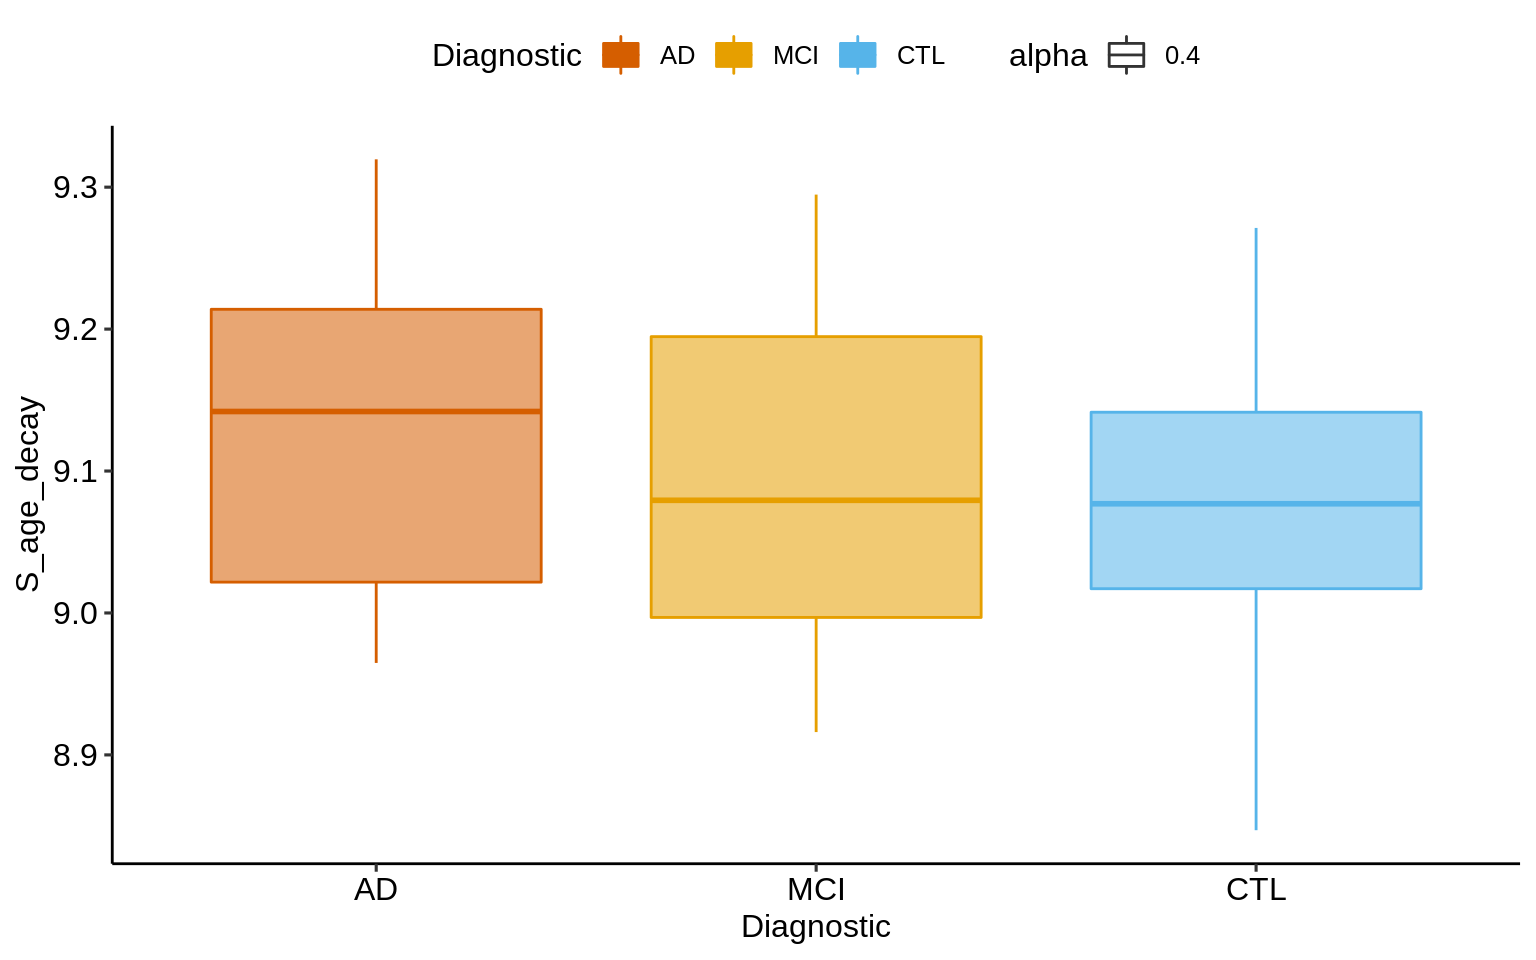 Diagnostic AD MCI CTL alpha 0.4
9.3
9.2
9.1
9.0
8.9
S_age_decay
AD MCI CTL
Diagnostic